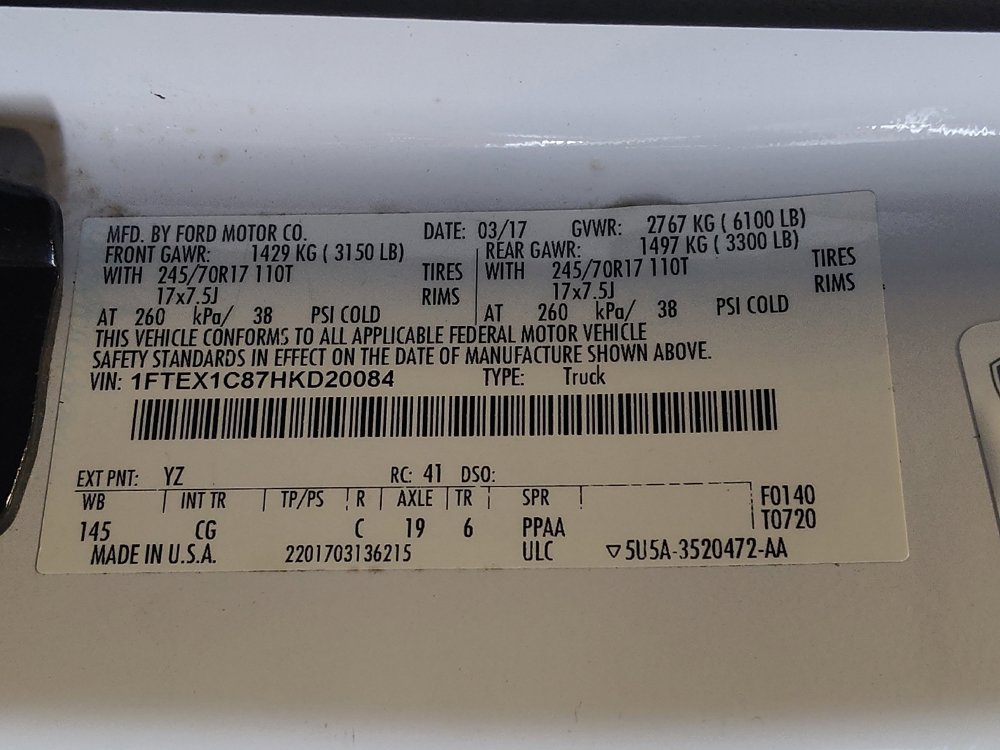 MFD. BY FORD MOTOR CO. DATE: 03/17 GVWR: 2767 KG ( 6100 LB)
FRONT GAWR: 1429 KG ( 3150 LB) REAR GAWR: 1497 KG ( 3300 LB)
WITH 245/70R17 110T TIRES WITH 245/70R17 110T TIRES
17x7.5J RIMS 17x7.5J RIMS
AT 260 kPa/ 38 PSI COLD AT 260 kPa/ 38 PSI COLD
THIS VEHICLE CONFORMS TO ALL APPLICABLE FEDERAL MOTOR VEHICLE
SAFETY STANDARDS IN EFFECT ON THE DATE OF MANUFACTURE SHOWN ABOVE.
VIN: 1FTEX1C87HKD20084 TYPE: Truck
EXT PNT: YZ RC: 41 DSO:
WB INT TR TP/PS R AXLE TR SPR F0140
145 CG C 19 6 PPAA T0720
MADE IN U.S.A. 2201703136215 ULC ▽5U5A-3520472-AA